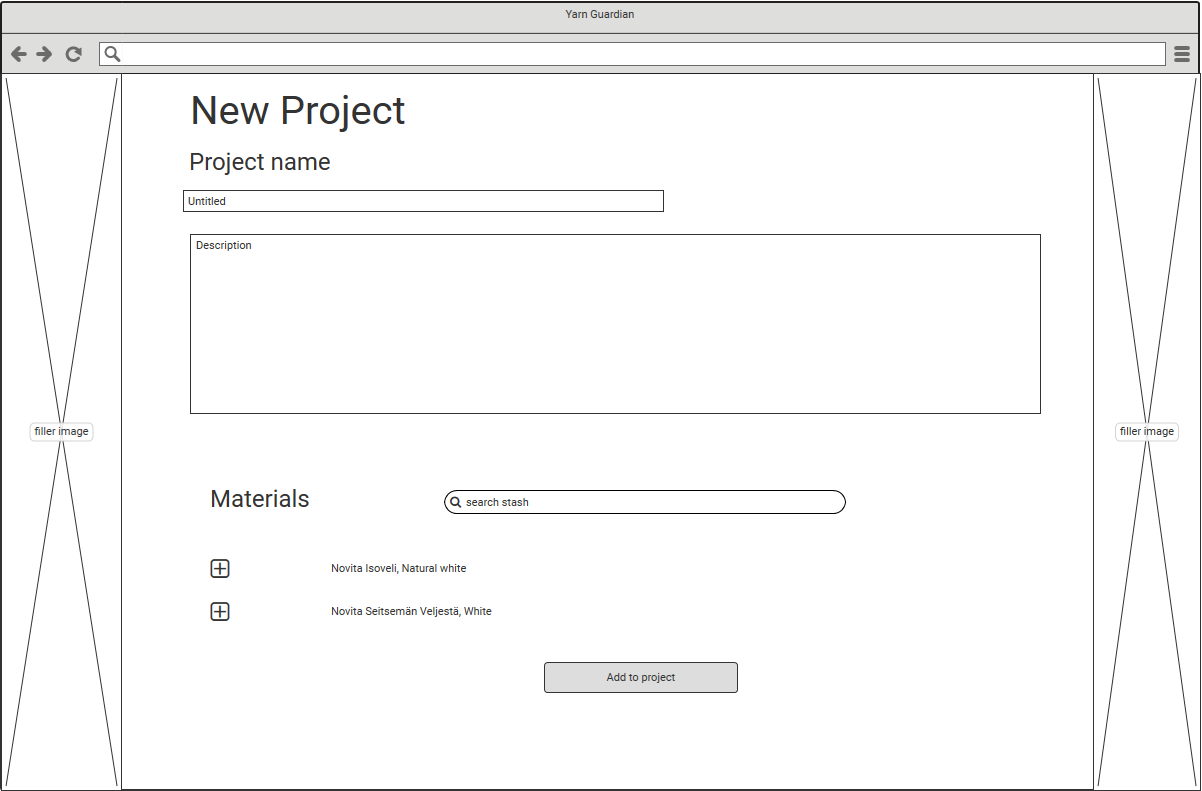 Yarn Guardian
New Project
Project name
Untitled
Description
filler image
filler image
Materials
search stash
Novita Isoveli, Natural white
Novita Seitsemän Veljestä, White
Add to project